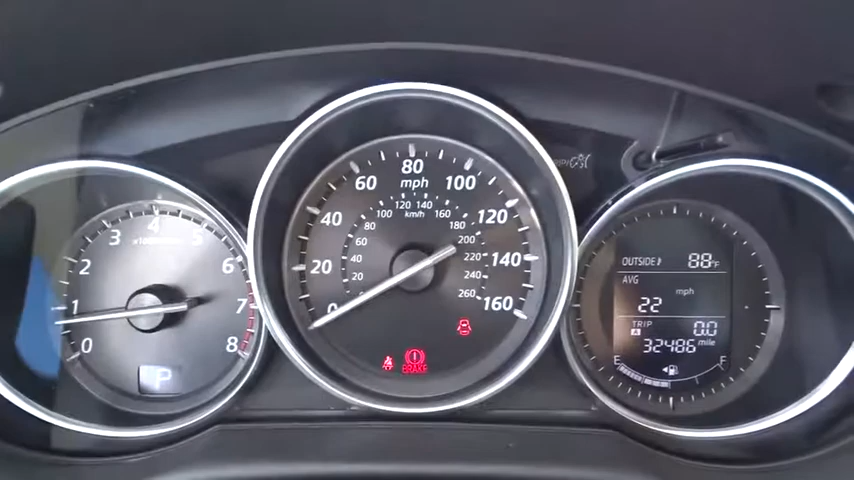 0 1 2 3 4 5 6 7 8
P
0 20 40 60 80 100 120 140 160
mph
20 40 60 80 100 120 140 160 180 200 220 240 260
km/h
BRAKE
OUTSIDE 88°F
AVG
22 mph
TRIP A 0.0
32486 mile
E F